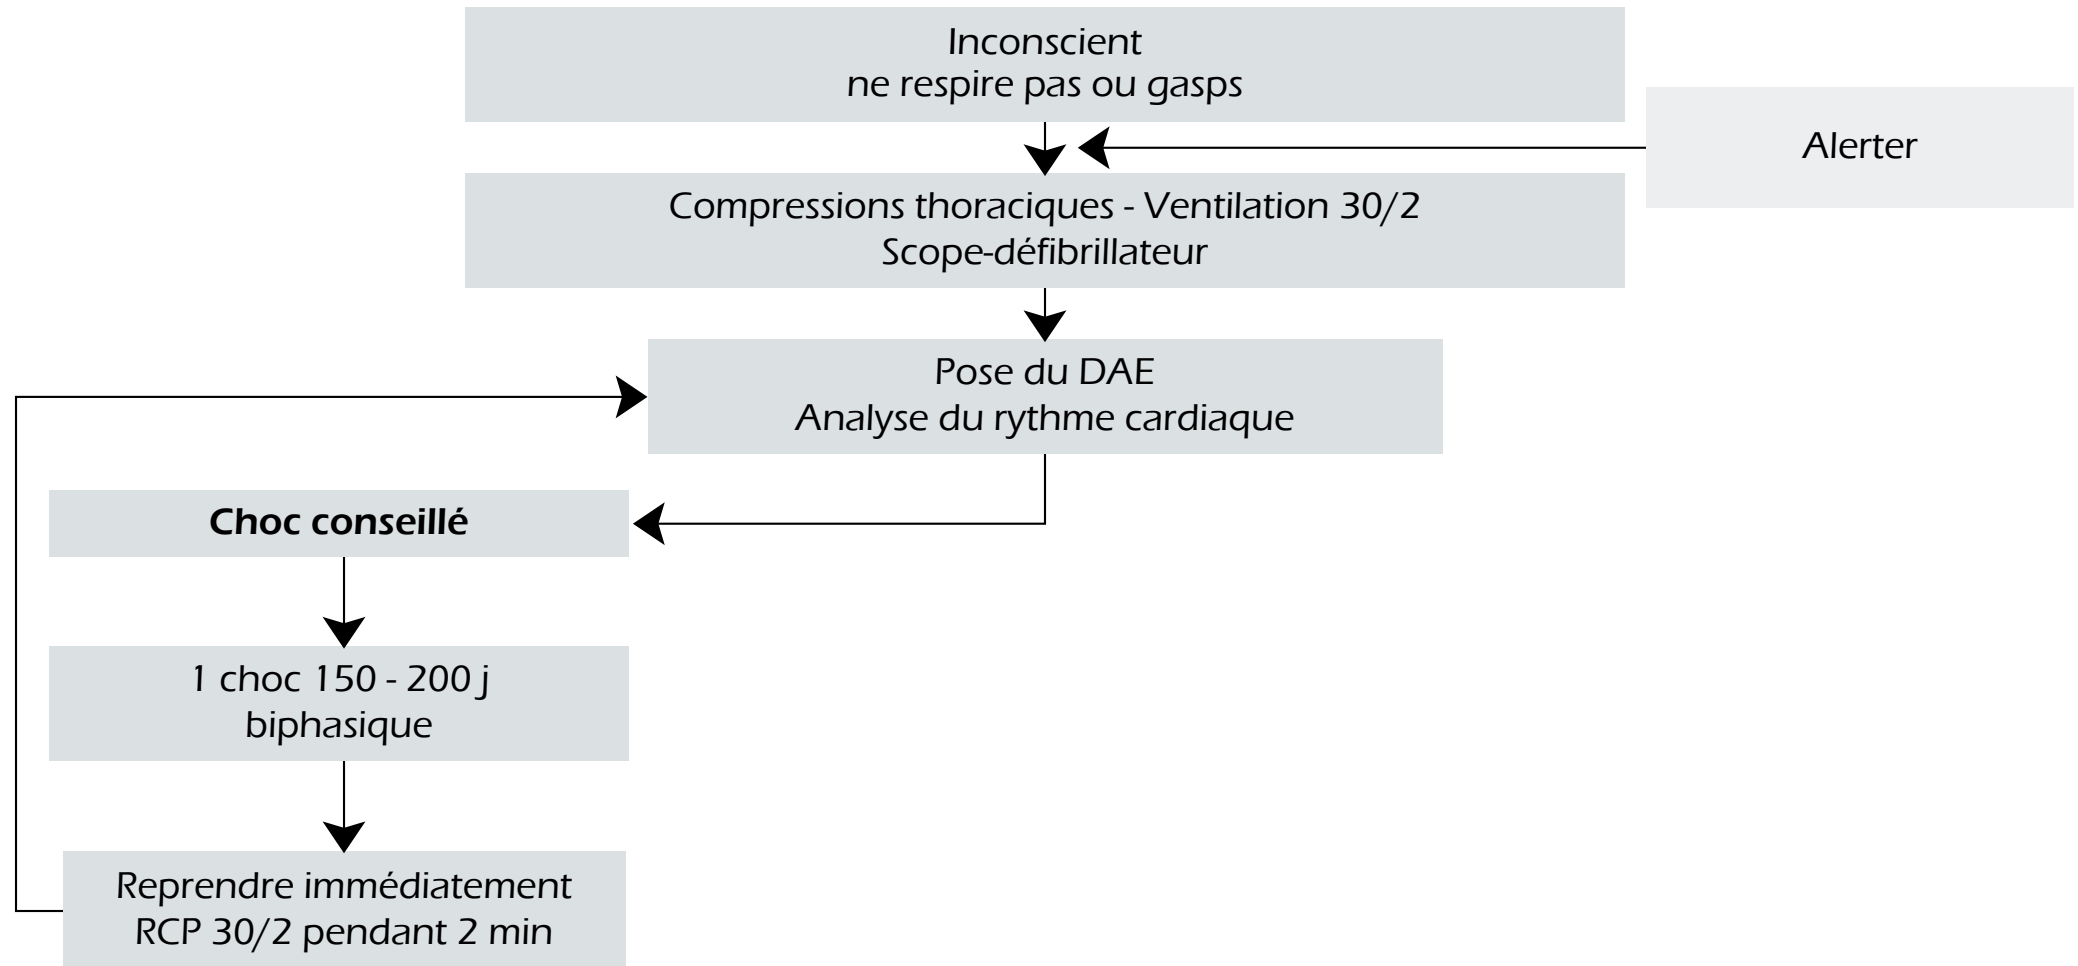 Inconscient
ne respire pas ou gasps
Alerter
Compressions thoraciques - Ventilation 30/2
Scope-défibrillateur
Pose du DAE
Analyse du rythme cardiaque
Choc conseillé
1 choc 150 - 200 j
biphasique
Reprendre immédiatement
RCP 30/2 pendant 2 min